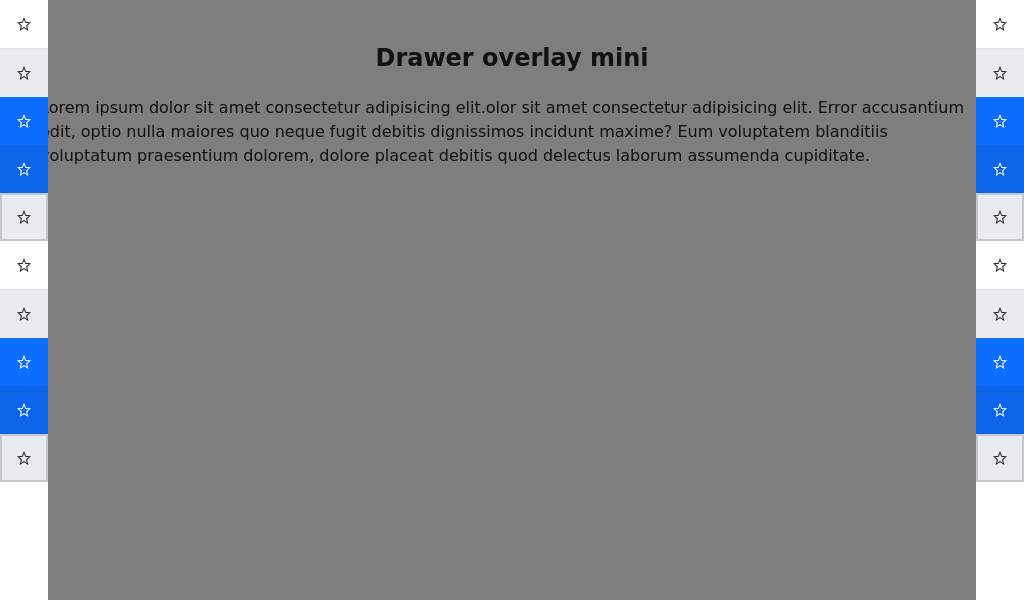 Drawer overlay mini
orem ipsum dolor sit amet consectetur adipisicing elit.olor sit amet consectetur adipisicing elit. Error accusantium
dit, optio nulla maiores quo neque fugit debitis dignissimos incidunt maxime? Eum voluptatem blanditiis
oluptatum praesentium dolorem, dolore placeat debitis quod delectus laborum assumenda cupiditate.